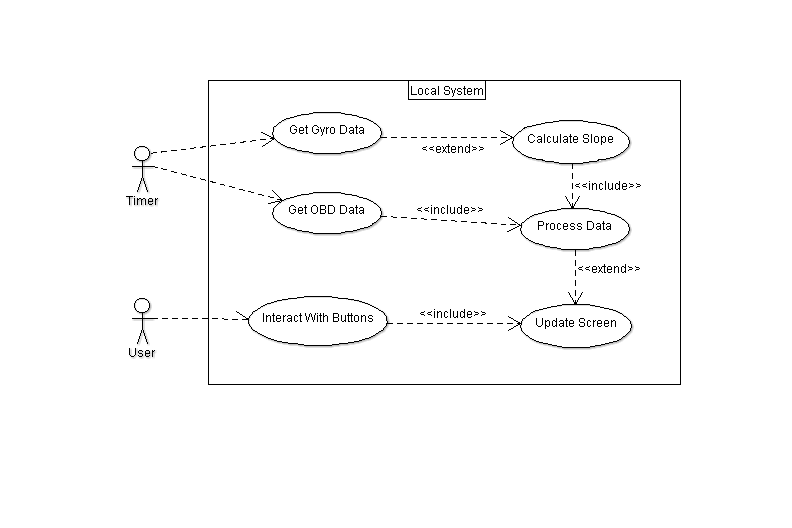 Local System
Get Gyro Data
<<extend>>
Calculate Slope
Timer
<<include>>
Get OBD Data
<<include>>
Process Data
<<extend>>
User
Interact With Buttons
<<include>>
Update Screen